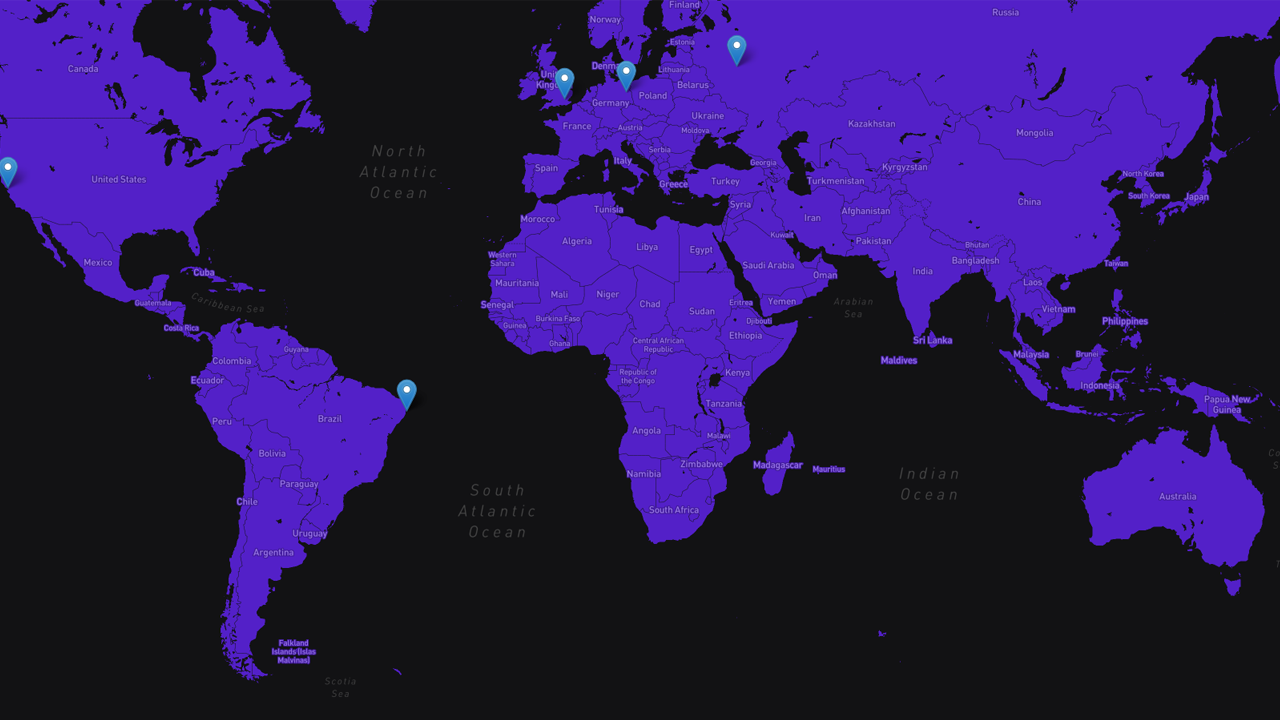 Finland
Russia
Norway
Estonia
Canada
Denma
Lithuania
Unit
Kingdo
Belarus
Poland
Germany
Ukraine
Kazakhstan
France
Austria
Moldova
Mongolia
Serbia
Italy
Georgia
Kyrgyzstan
Spain
North Korea
United States
Greece
Turkey
Turkmenistan
South Korea
Japan
China
Syria
Tunisia
Afghanistan
Iran
Morocco
North
Atlantic
Ocean
Kuwait
Algeria
Libya
Egypt
Pakistan
Bhutan
Bangladesh
Western
Sahara
Mexico
Saudi Arabia
Taiwan
Cuba
Oman
India
Mauritania
Laos
Mali
Niger
Guatemala
Caribbean Sea
Senegal
Chad
Eritrea
Yemen
Arabian
Sea
Sudan
Vietnam
Burkina Faso
Djibouti
Philippines
Costa Rica
Guinea
Ethiopia
Ghana
Central African
Republic
Sri Lanka
Guyana
Malaysia
Brunei
Colombia
Maldives
Ecuador
Republic of
the Congo
Kenya
Indonesia
Papua New
Guinea
Tanzania
Brazil
Peru
Angola
Malawi
Bolivia
Zimbabwe
Madagascar
Mauritius
Namibia
Indian
Ocean
Paraguay
South
Atlantic
Ocean
Chile
Australia
South Africa
Uruguay
Argentina
Falkland
Islands (Islas
Malvinas)
Scotia
Sea